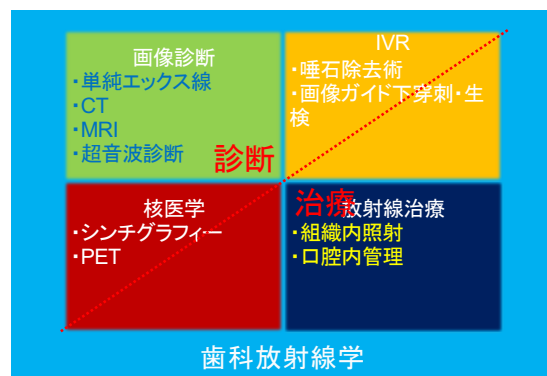 画像診断
・単純エックス線
・CT
・MRI
・超音波診断
診断
IVR
・唾石除去術
・画像ガイド下穿刺・生
検
核医学
・シンチグラフィー
・PET
治療
放射線治療
・組織内照射
・口腔内管理
歯科放射線学